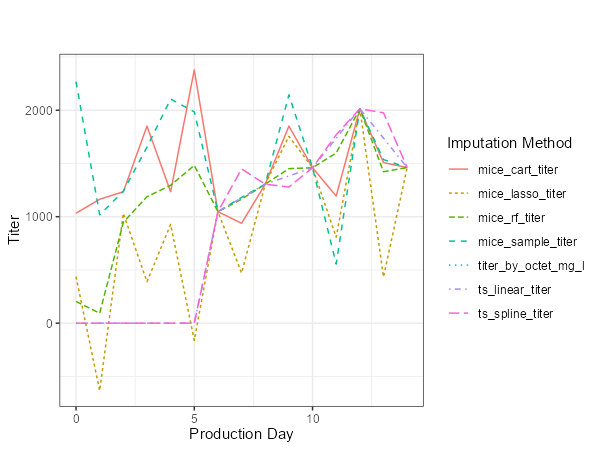 2000
1000
0
Titer
0
5
10
Production Day
Imputation Method
mice_cart_titer
mice_lasso_titer
mice_rf_titer
mice_sample_titer
titer_by_octet_mg_l
ts_linear_titer
ts_spline_titer